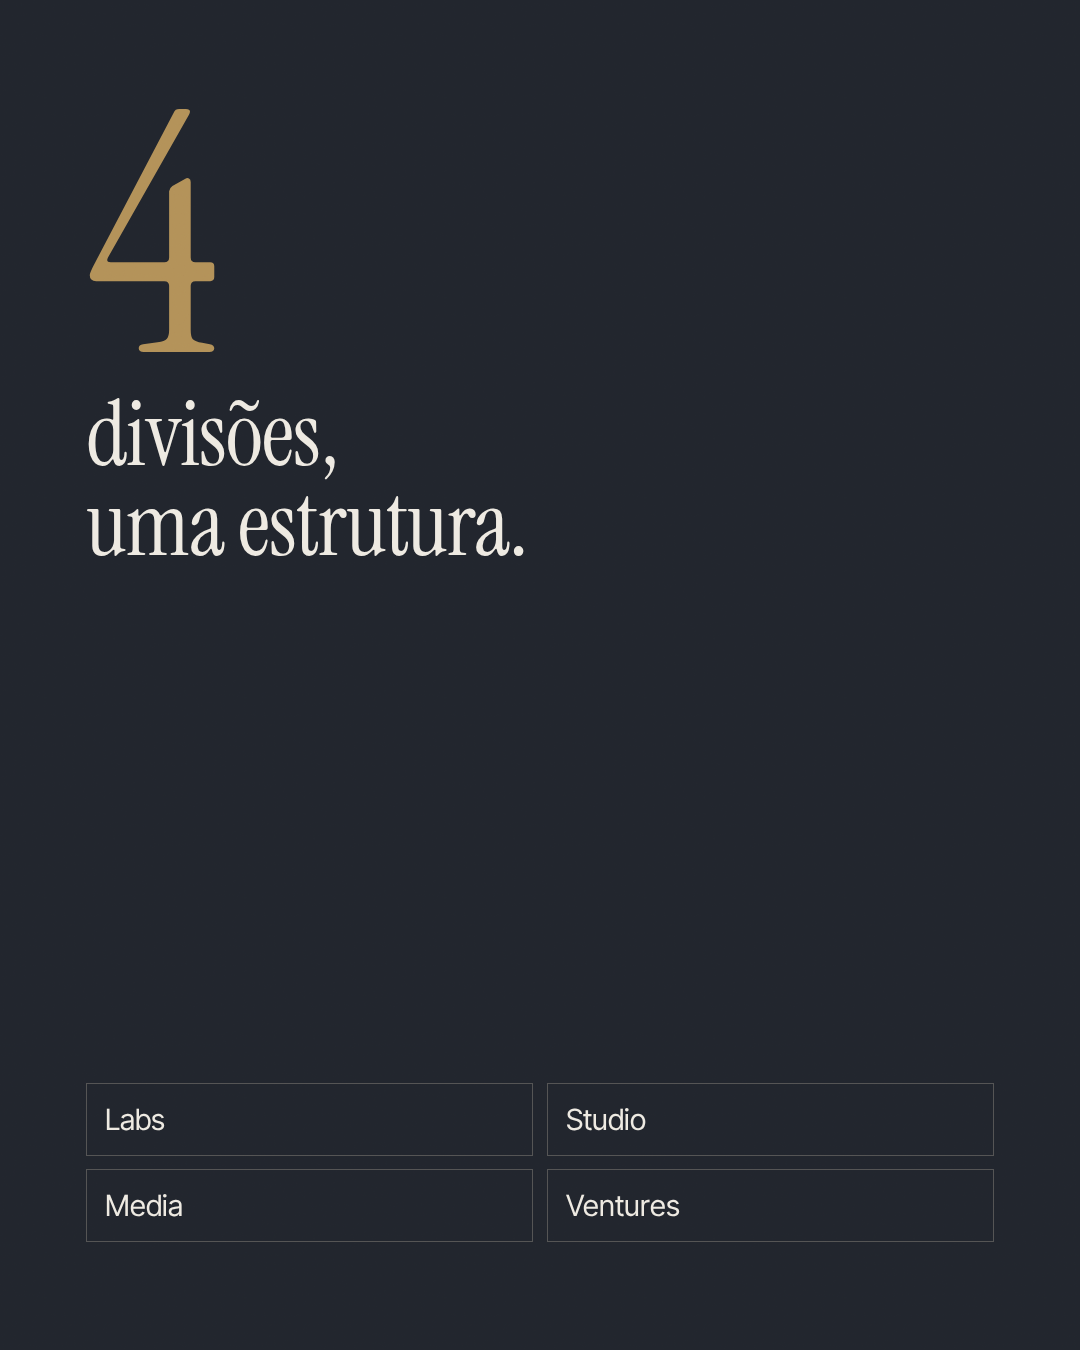 4
divisões,
uma estrutura.
Labs
Studio
Media
Ventures